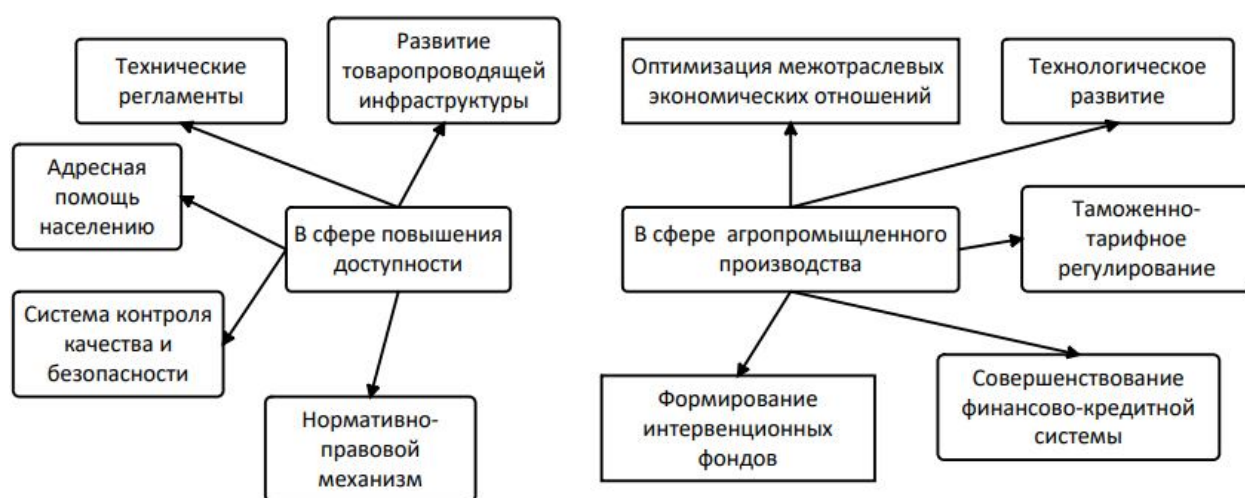 Технические
регламенты
Развитие
товаропроводящей
инфраструктуры
Адресная
помощь
населению
В сфере повышения
доступности
Система контроля
качества и
безопасности
Нормативно-
правовой
механизм
Оптимизация межотраслевых
экономических отношений
Технологическое
развитие
В сфере агропромыщленного
производства
Таможенно-
тарифное
регулирование
Формирование
интервенционных
фондов
Совершенствование
финансово-кредитной
системы